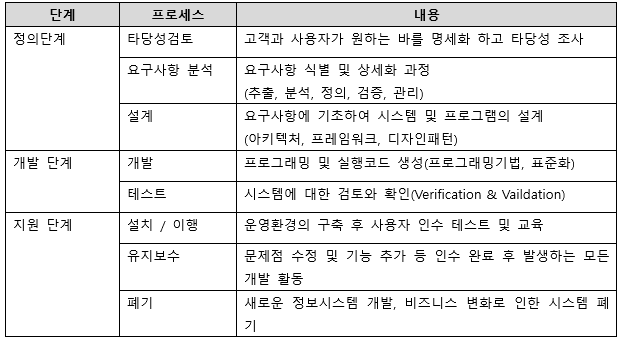 단계 프로세스 내용
정의단계 타당성검토 고객과 사용자가 원하는 바를 명세화 하고 타당성 조사
요구사항 분석 요구사항 식별 및 상세화 과정
(추출, 분석, 정의, 검증, 관리)
설계 요구사항에 기초하여 시스템 및 프로그램의 설계
(아키텍처, 프레임워크, 디자인패턴)
개발 단계 개발 프로그래밍 및 실행코드 생성(프로그래밍기법, 표준화)
테스트 시스템에 대한 검토와 확인(Verification & Vaildation)
지원 단계 설치 / 이행 운영환경의 구축 후 사용자 인수 테스트 및 교육
유지보수 문제점 수정 및 기능 추가 등 인수 완료 후 발생하는 모든
개발 활동
폐기 새로운 정보시스템 개발, 비즈니스 변화로 인한 시스템 폐
기